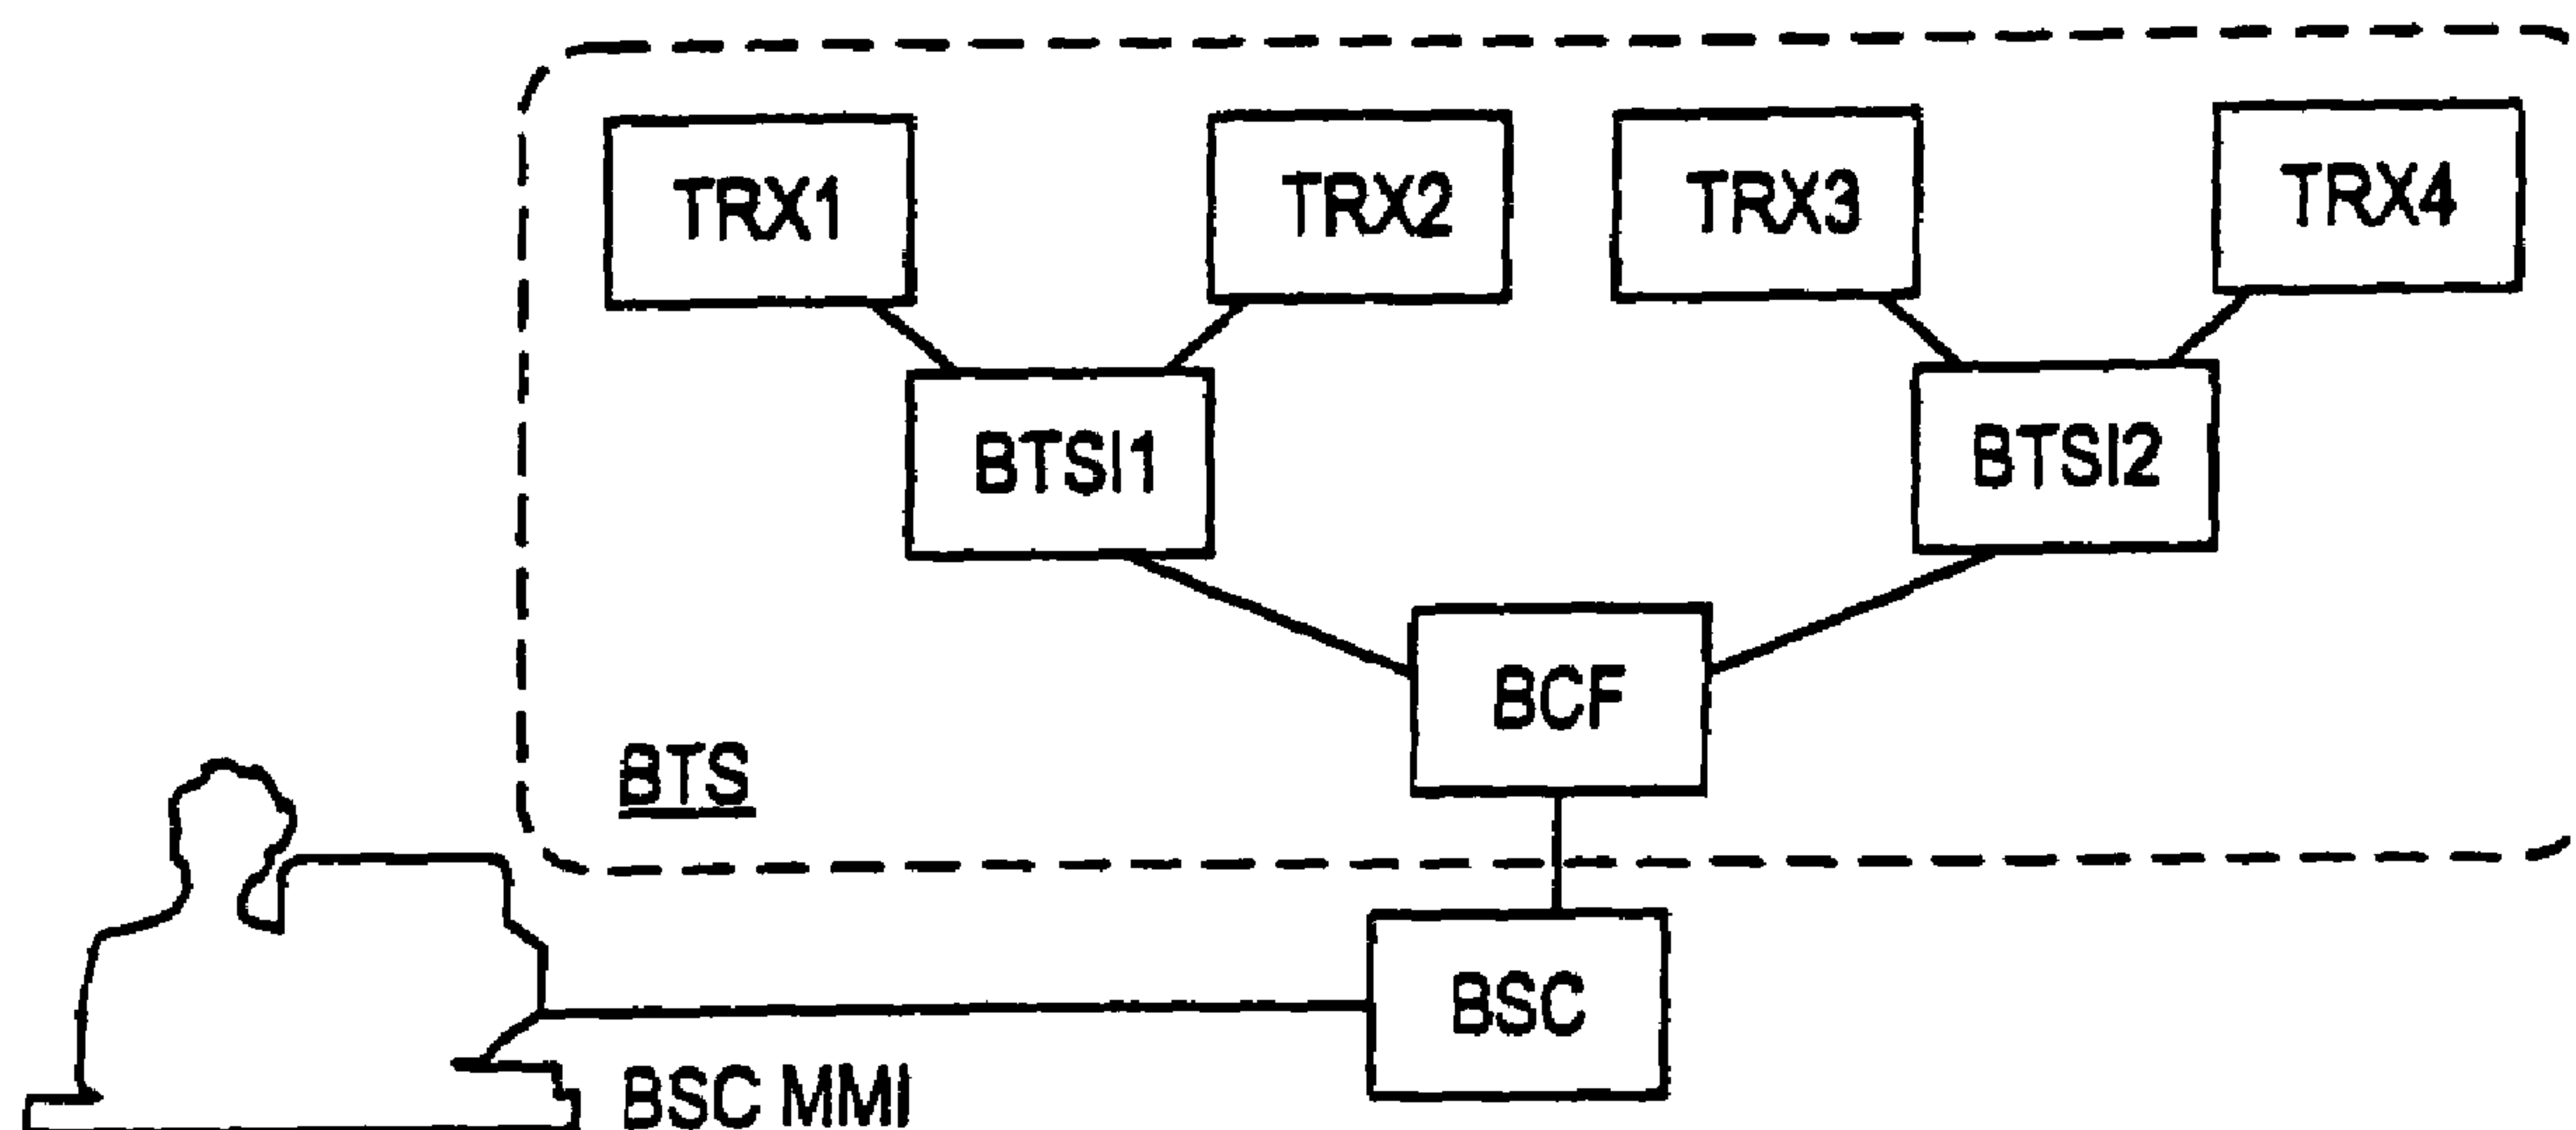 TRX1 TRX2 TRX3 TRX4
BTSI1 BTSI2
BCF
BTS
BSC
BSC MMI